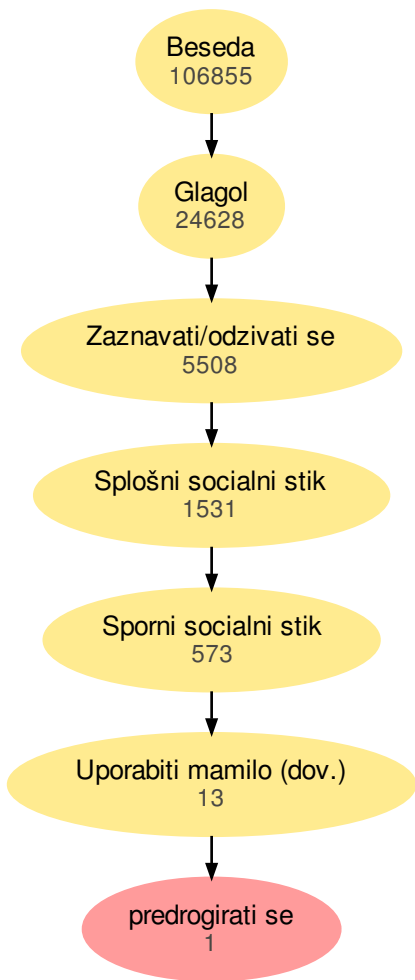 Beseda
106855
Glagol
24628
Zaznavati/odzivati se
5508
Splošni socialni stik
1531
Sporni socialni stik
573
Uporabiti mamilo (dov.)
13
predrogirati se
1